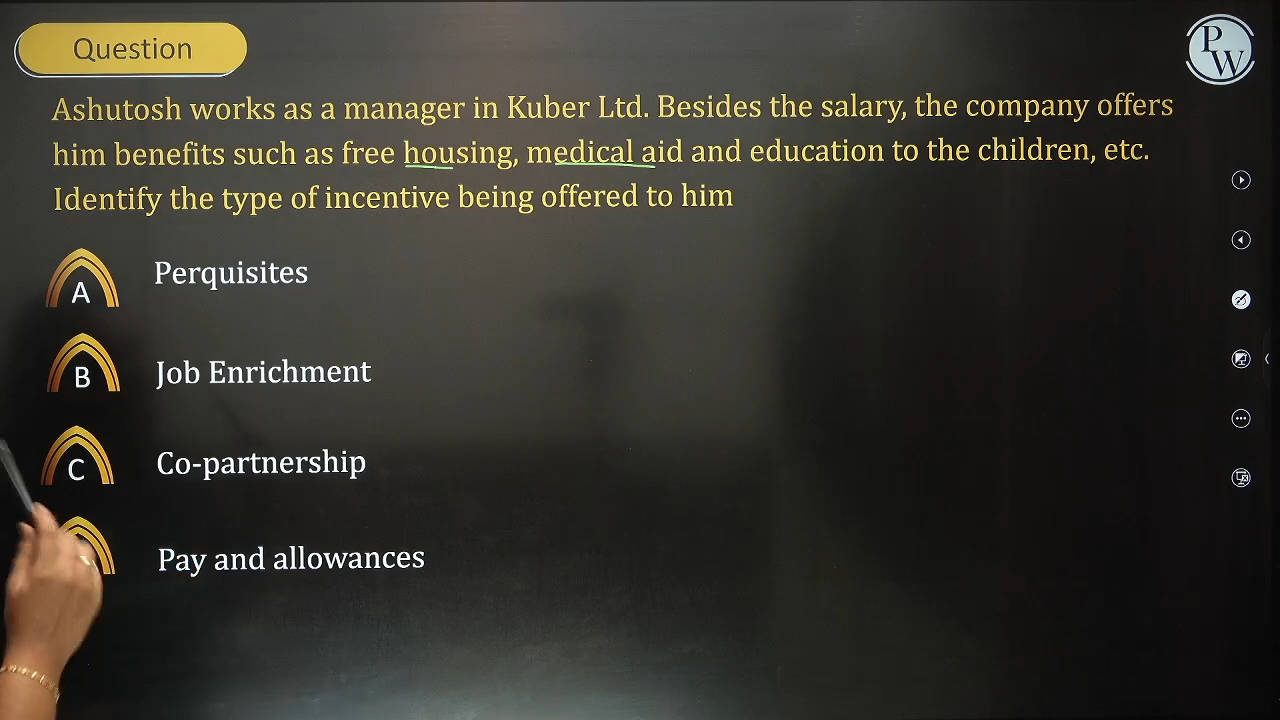 Question
PW
Ashutosh works as a manager in Kuber Ltd. Besides the salary, the company offers
him benefits such as free housing, medical aid and education to the children, etc.
Identify the type of incentive being offered to him
A Perquisites
B Job Enrichment
C Co-partnership
Pay and allowances